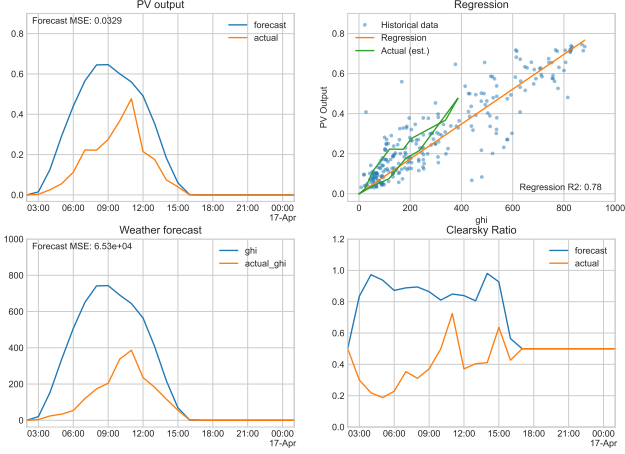 PV output
Forecast MSE: 0.0329
forecast
actual
0.8
0.6
0.4
0.2
0.0
03:00 06:00 09:00 12:00 15:00 18:00 21:00 00:00
17-Apr
Regression
Historical data
Regression
Actual (est.)
PV Output
0.8
0.6
0.4
0.2
0.0
Regression R2: 0.78
0 200 400 600 800 1000
ghi
Weather forecast
Forecast MSE: 6.53e+04
ghi
actual_ghi
1000
800
600
400
200
0
03:00 06:00 09:00 12:00 15:00 18:00 21:00 00:00
17-Apr
Clearsky Ratio
forecast
actual
1.2
1.0
0.8
0.6
0.4
0.2
0.0
03:00 06:00 09:00 12:00 15:00 18:00 21:00 00:00
17-Apr